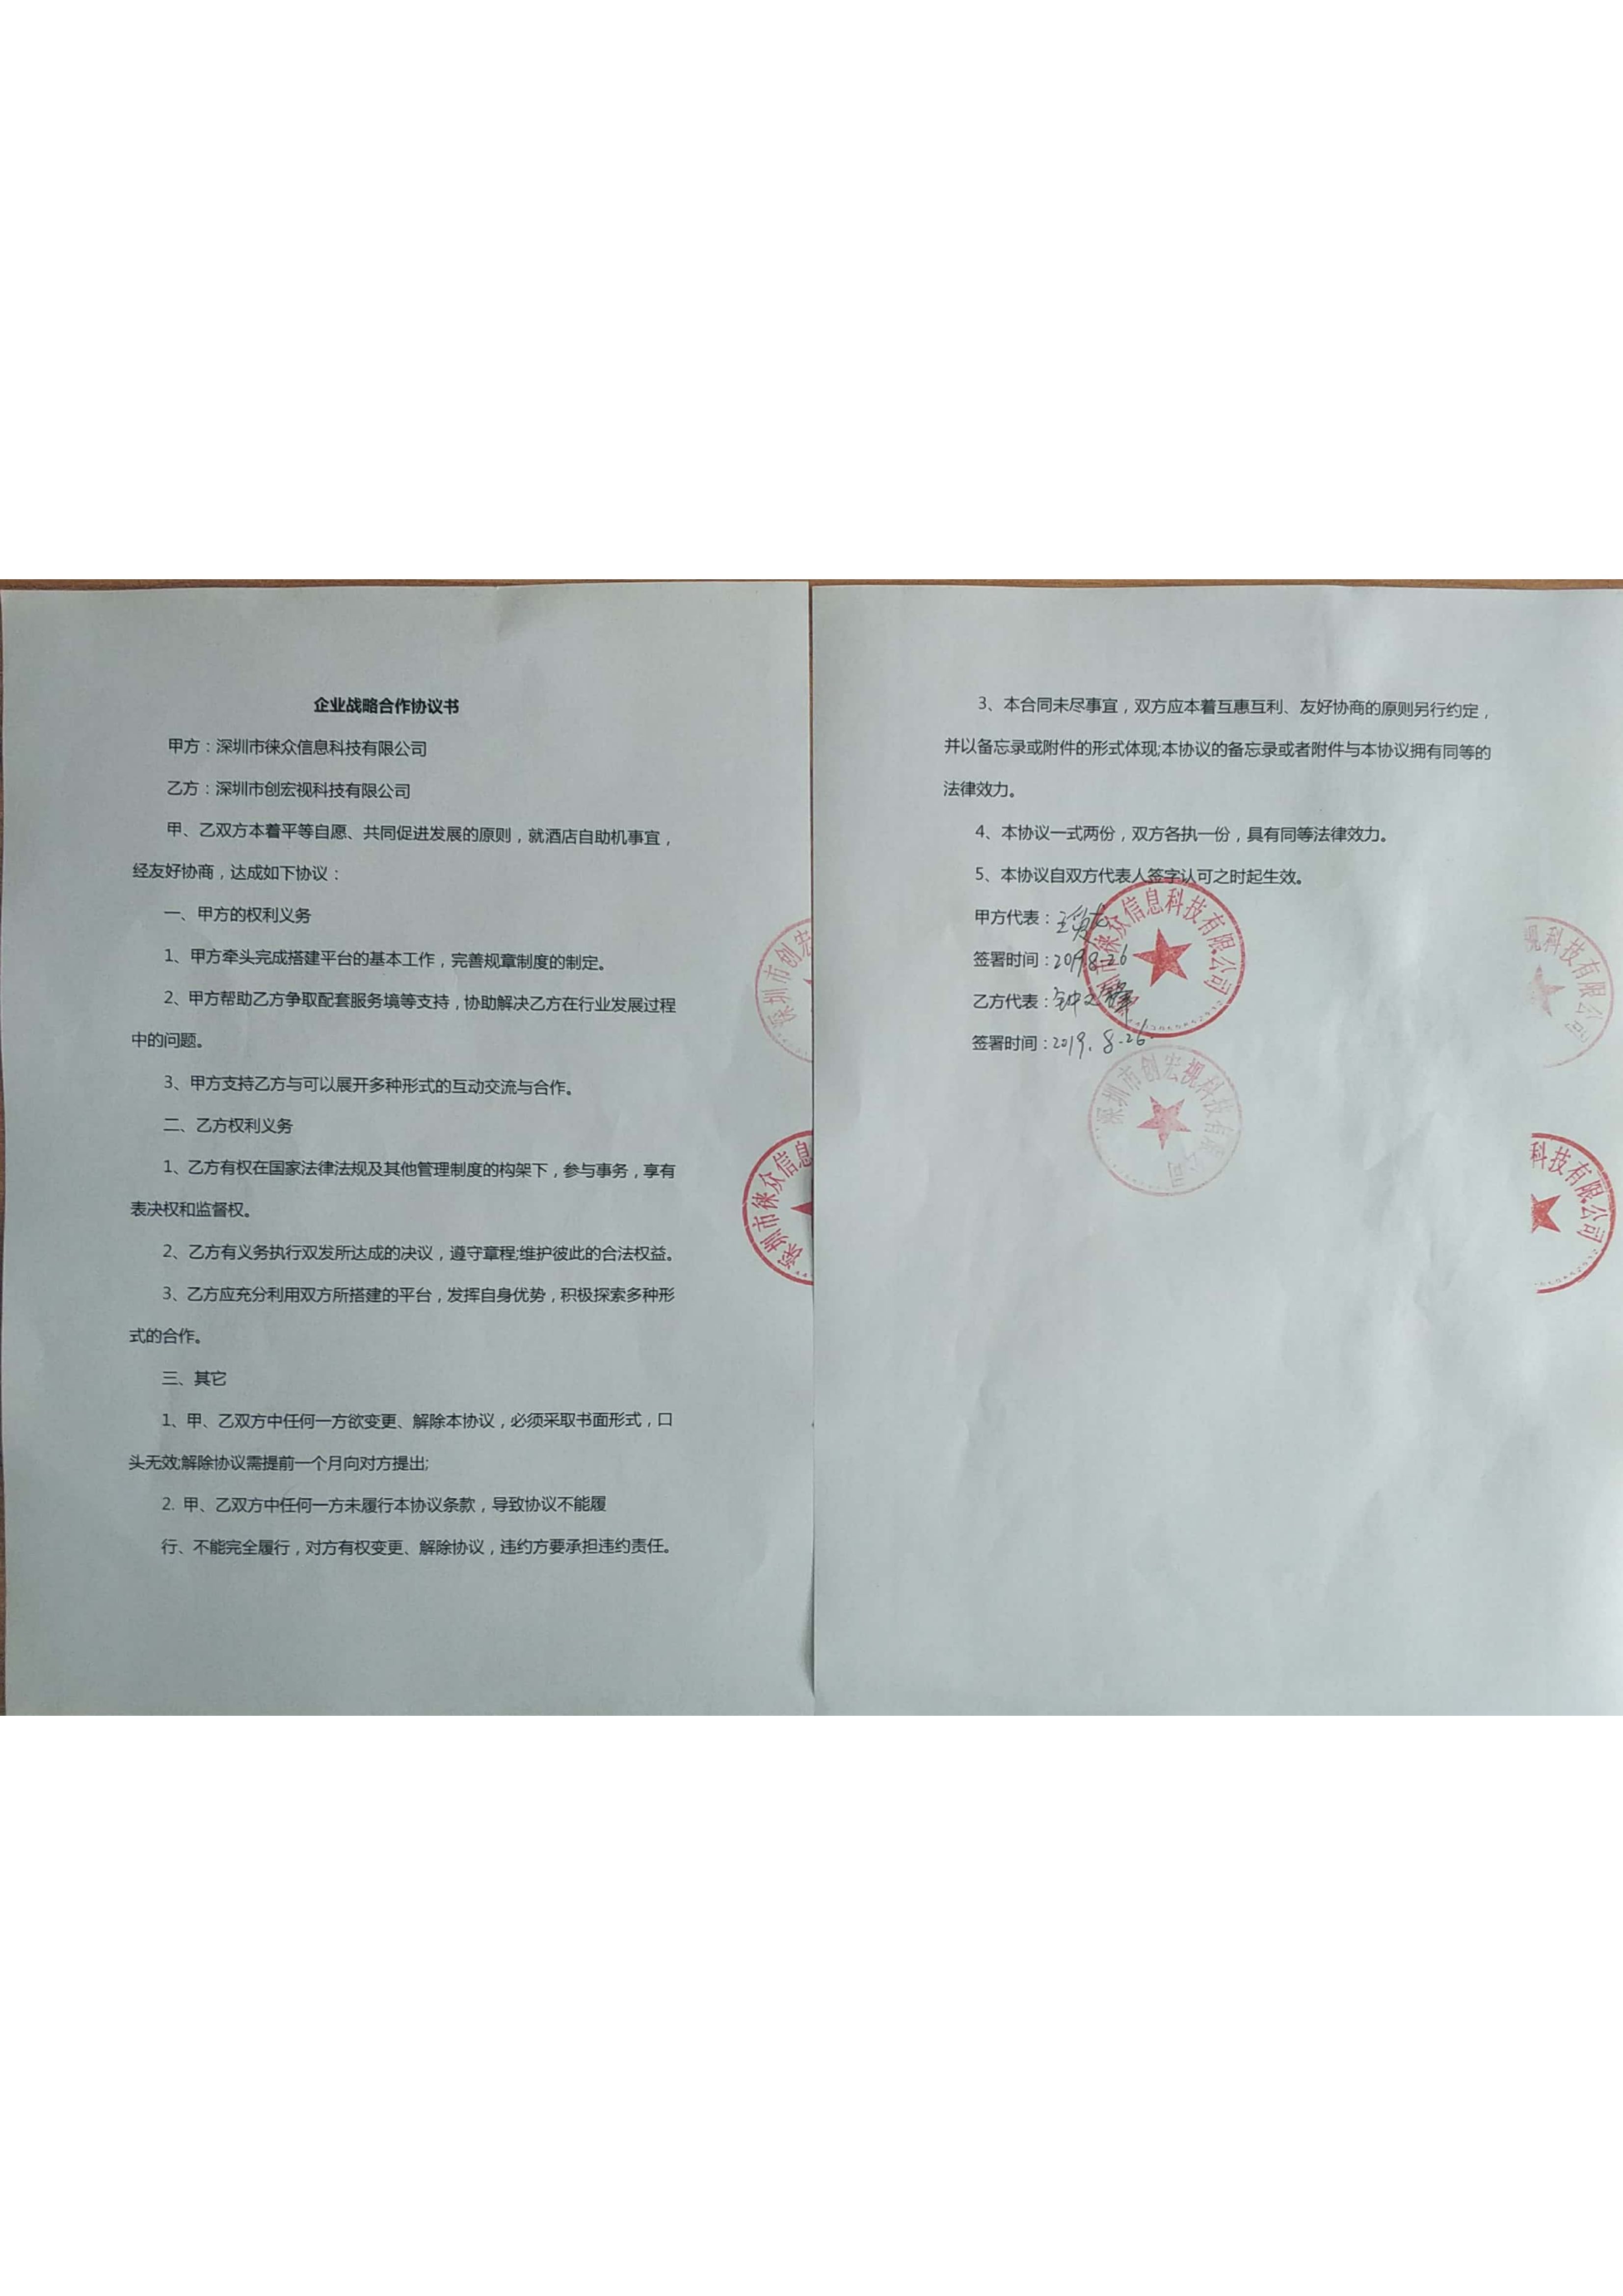 企业战略合作协议书
甲方：深圳市徕众信息科技有限公司
乙方：深圳市创宏视科技有限公司
甲、乙双方本着平等自愿、共同促进发展的原则，就酒店自助机事宜，
经友好协商，达成如下协议：
一、甲方的权利义务
1、甲方牵头完成搭建平台的基本工作，完善规章制度的制定。
2、甲方帮助乙方争取配套服务境等支持，协助解决乙方在行业发展过程
中的问题。
3、甲方支持乙方与可以展开多种形式的互动交流与合作。
二、乙方权利义务
1、乙方有权在国家法律法规及其他管理制度的构架下，参与事务，享有
表决权和监督权。
2、乙方有义务执行双发所达成的决议，遵守章程;维护彼此的合法权益。
3、乙方应充分利用双方所搭建的平台，发挥自身优势，积极探索多种形
式的合作。
三、其它
1、甲、乙双方中任何一方欲变更、解除本协议，必须采取书面形式，口
头无效;解除协议需提前一个月向对方提出;
2. 甲、乙双方中任何一方未履行本协议条款，导致协议不能履
行、不能完全履行，对方有权变更、解除协议，违约方要承担违约责任。
深圳市创宏
深圳市徕众信息
3、本合同未尽事宜，双方应本着互惠互利、友好协商的原则另行约定，
并以备忘录或附件的形式体现;本协议的备忘录或者附件与本协议拥有同等的
法律效力。
4、本协议一式两份，双方各执一份，具有同等法律效力。
5、本协议自双方代表人签字认可之时起生效。
甲方代表：
签署时间：2019.8.26
乙方代表：钟文
签署时间：2019.8.26
市徕众信息科技有限公司
深圳市创宏视科技有限公司
视科技有限公司
科技有限公司